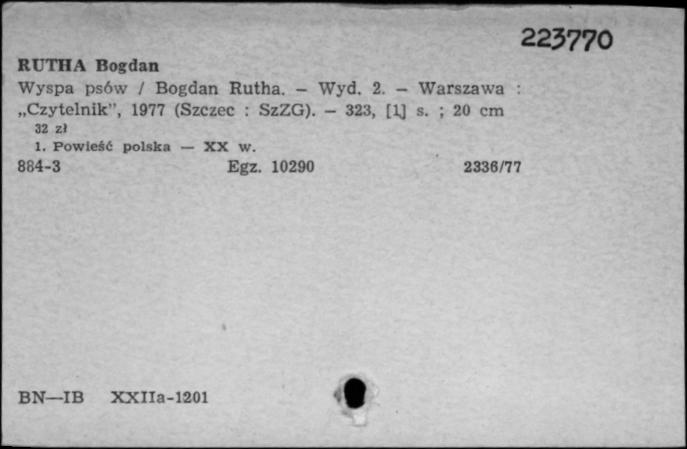 223770
RUTHA Bogdan
Wyspa psów / Bogdan Rutha. – Wyd. 2. – Warszawa :
„Czytelnik”, 1977 (Szczec : SzZG). – 323, [1] s. ; 20 cm
32 zł
1. Powieść polska — XX w.
884-3 Egz. 10290 2336/77
BN—IB XXIIa-1201